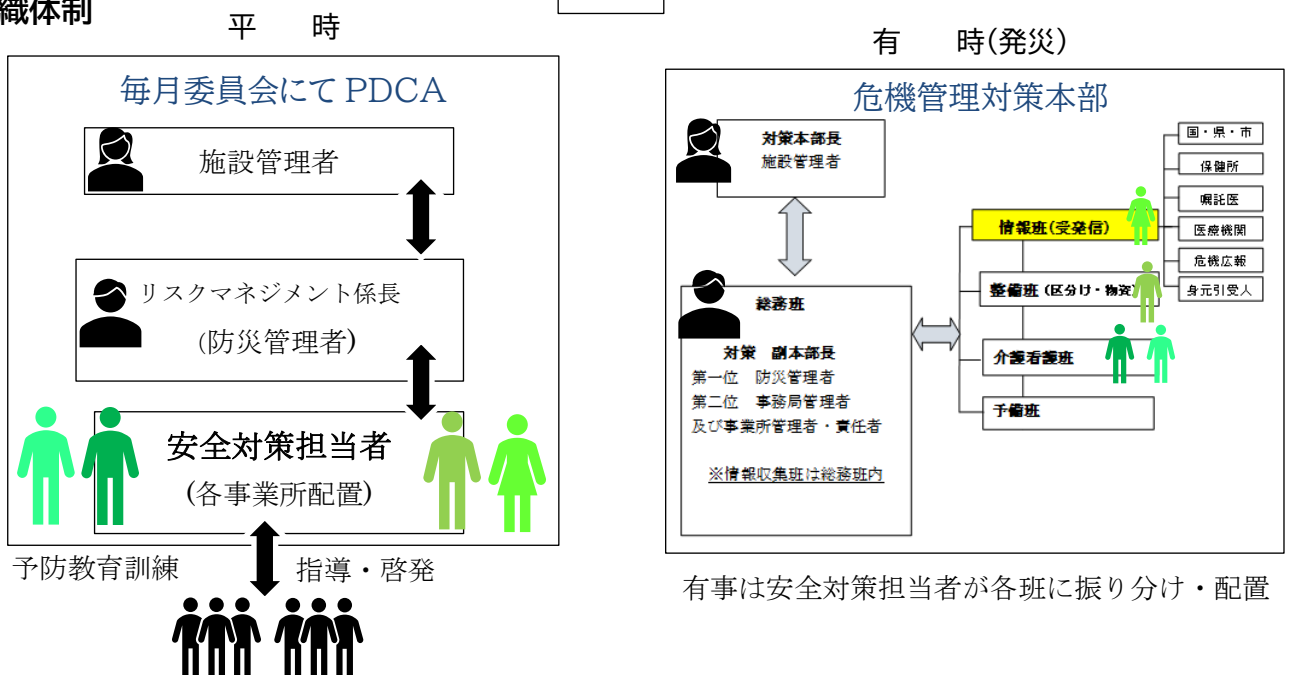 織体制
平　時
毎月委員会にて PDCA
施設管理者
リスクマネジメント係長
(防災管理者)
安全対策担当者
(各事業所配置)
予防教育訓練
指導・啓発
有　時(発災)
危機管理対策本部
対策本部長
施設管理者
総務班
対策　副本部長
第一位　防災管理者
第二位　事務局管理者
及び事業所管理者・責任者
※情報収集班は総務班内
情報班(受発信)
整備班(区分け・物資)
介護看護班
予備班
国・県・市
保健所
嘱託医
医療機関
危機広報
身元引受人
有事は安全対策担当者が各班に振り分け・配置